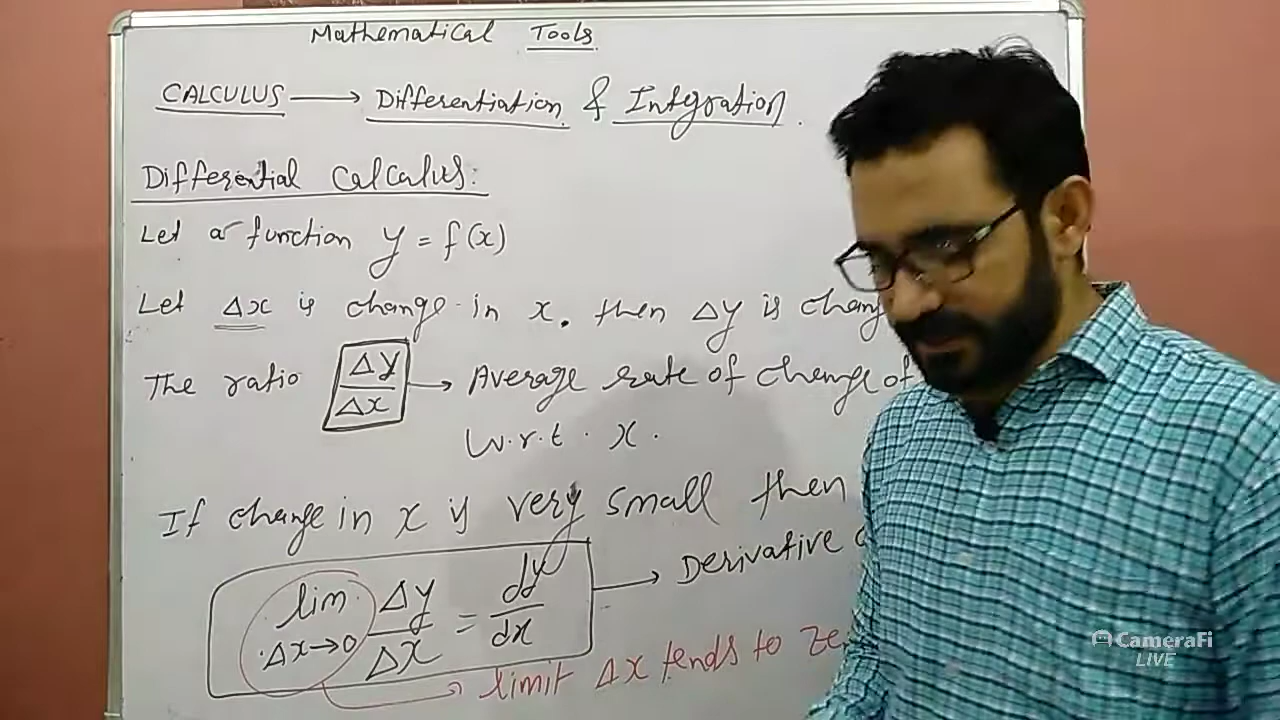 Mathematical Tools
CALCULUS → Differentiation & Integration.
Differential Calculus:
Let a function y = f(x)
Let Δx is change in x. then Δy is chang
The ratio Δy/Δx → Average rate of change of
w.r.t. x.
If change in x is very small then
lim Δx→0 Δy/Δx = dy/dx → Derivative
limit Δx tends to ze
CameraFi
LIVE